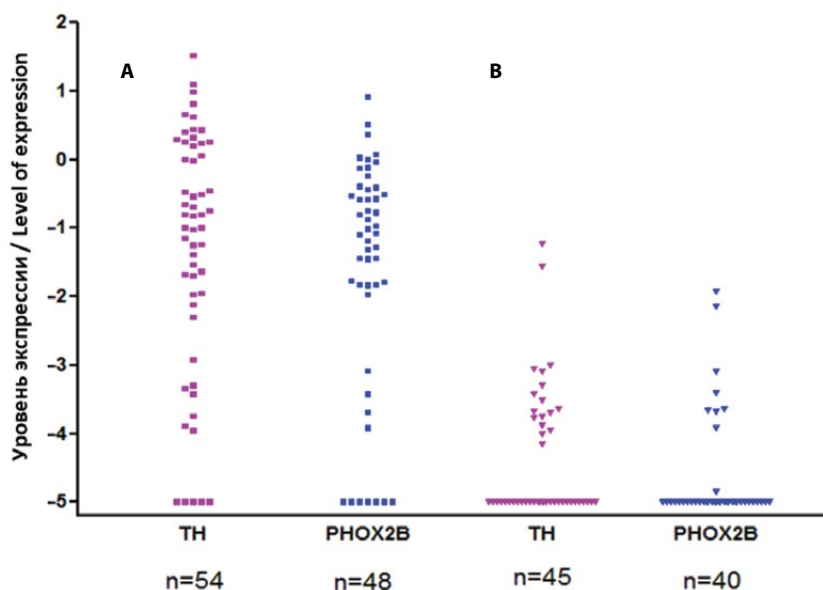 Уровень экспрессии / Level of expression
2
1
0
–1
–2
–3
–4
–5
A
B
TH
PHOX2B
TH
PHOX2B
n=54
n=48
n=45
n=40